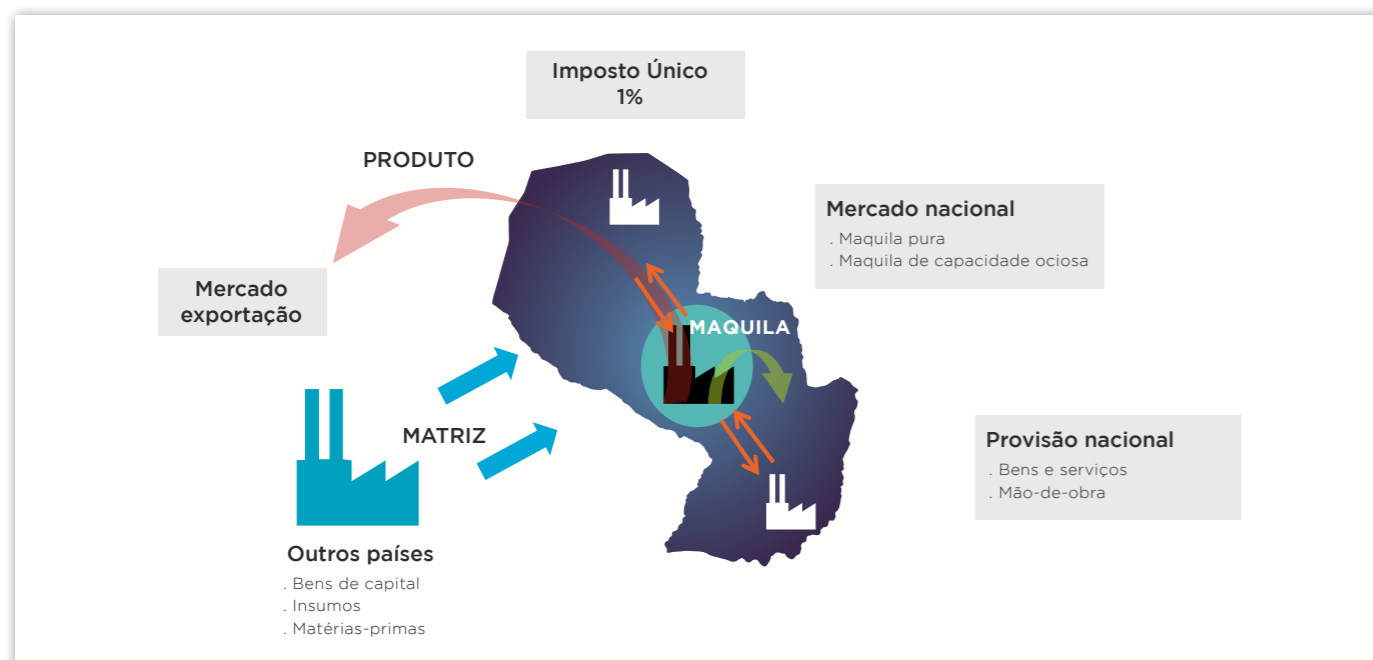 Imposto Único
1%
PRODUTO
Mercado nacional
. Maquila pura
. Maquila de capacidade ociosa
Mercado
exportação
MAQUILA
MATRIZ
Provisão nacional
. Bens e serviços
. Mão-de-obra
Outros países
. Bens de capital
. Insumos
. Matérias-primas